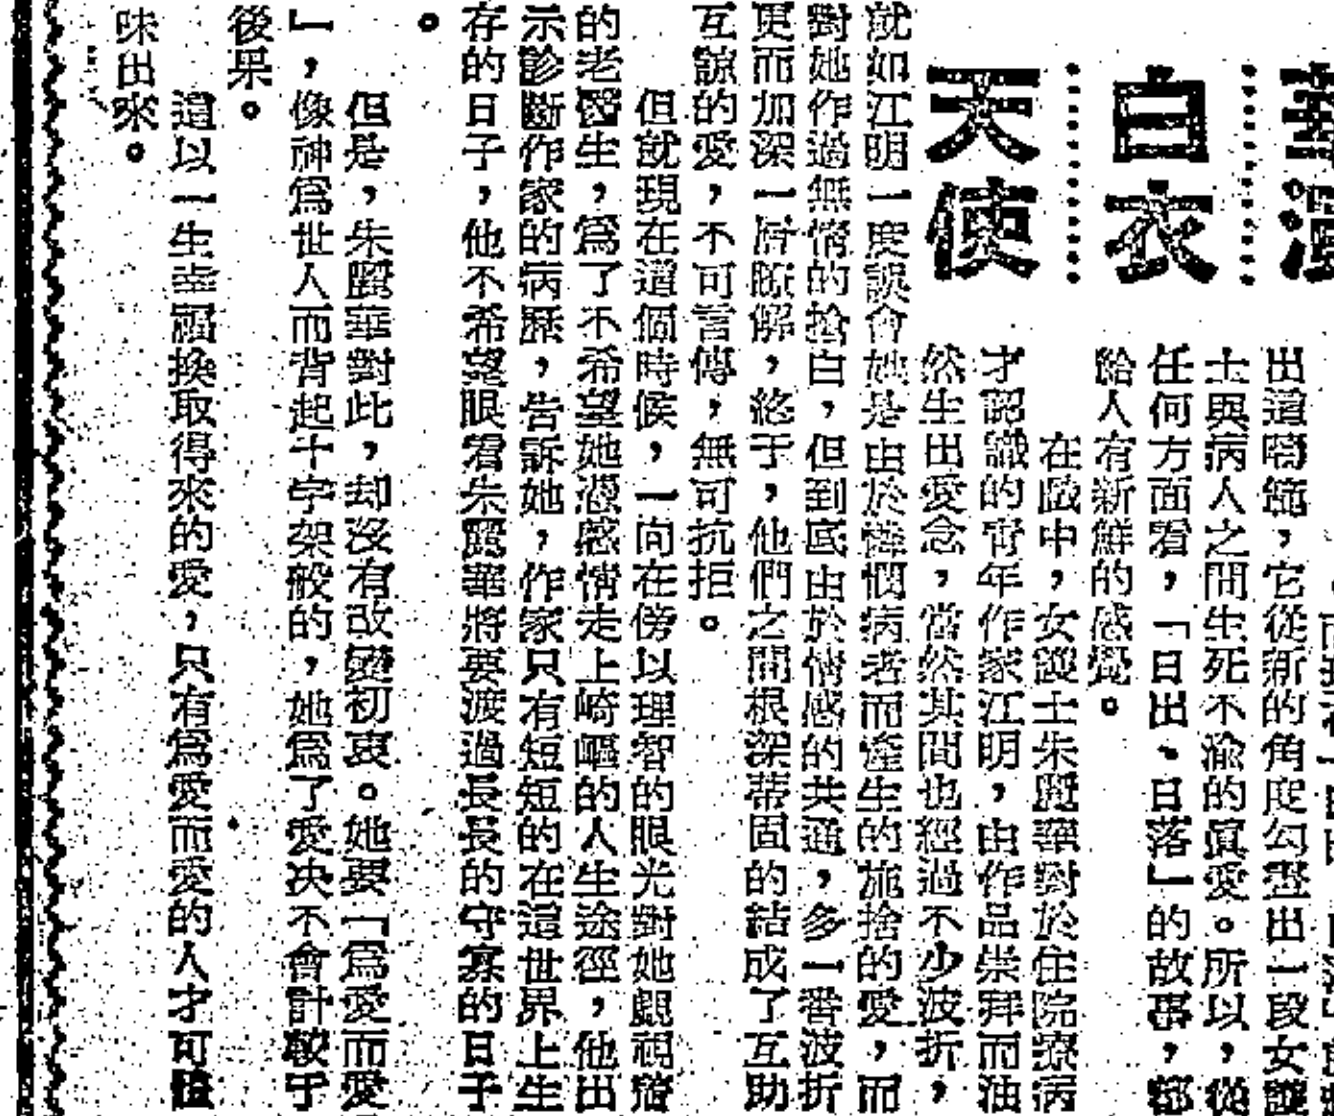 白衣
天使
出這嚆範，它從新的角度勾盡出一段女護
士與病人之間生死不渝的眞愛。所以，從
任何方面看，「日出、日落」的故事，都
給人有新鮮的感覺。
在戲中，女護士朱麗華對於住院療病
才認識的青年作家江明，由作品崇拜而油
然生出愛念，當然其間也經過不少波折，
就如江明一度誤會她是由於憐憫病者而產生的施捨的愛，而
對她作過無情的搶白，但到底由於情感的共通，多一番波折
更而加深一層瞭解，終于，他們之間根深蒂固的結成了互助
互諒的愛，不可言傳，無可抗拒。
但就現在這個時候，一向在傍以理智的眼光對她觀視着
的老醫生，爲了不希望她憑感情走上崎嶇的人生途徑，他出
示診斷作家的病歷，告訴她，作家只有短短的在這世界上生
存的日子，他不希望眼看朱麗華將要渡過長長的守寡的日子
。
但是，朱麗華對此，却沒有改變初衷。她要「爲愛而愛
」，像神爲世人而背起十字架般的，她爲了愛决不會計較于
後果。
這以一生幸福換取得來的愛，只有爲愛而愛的人才可體
味出來。